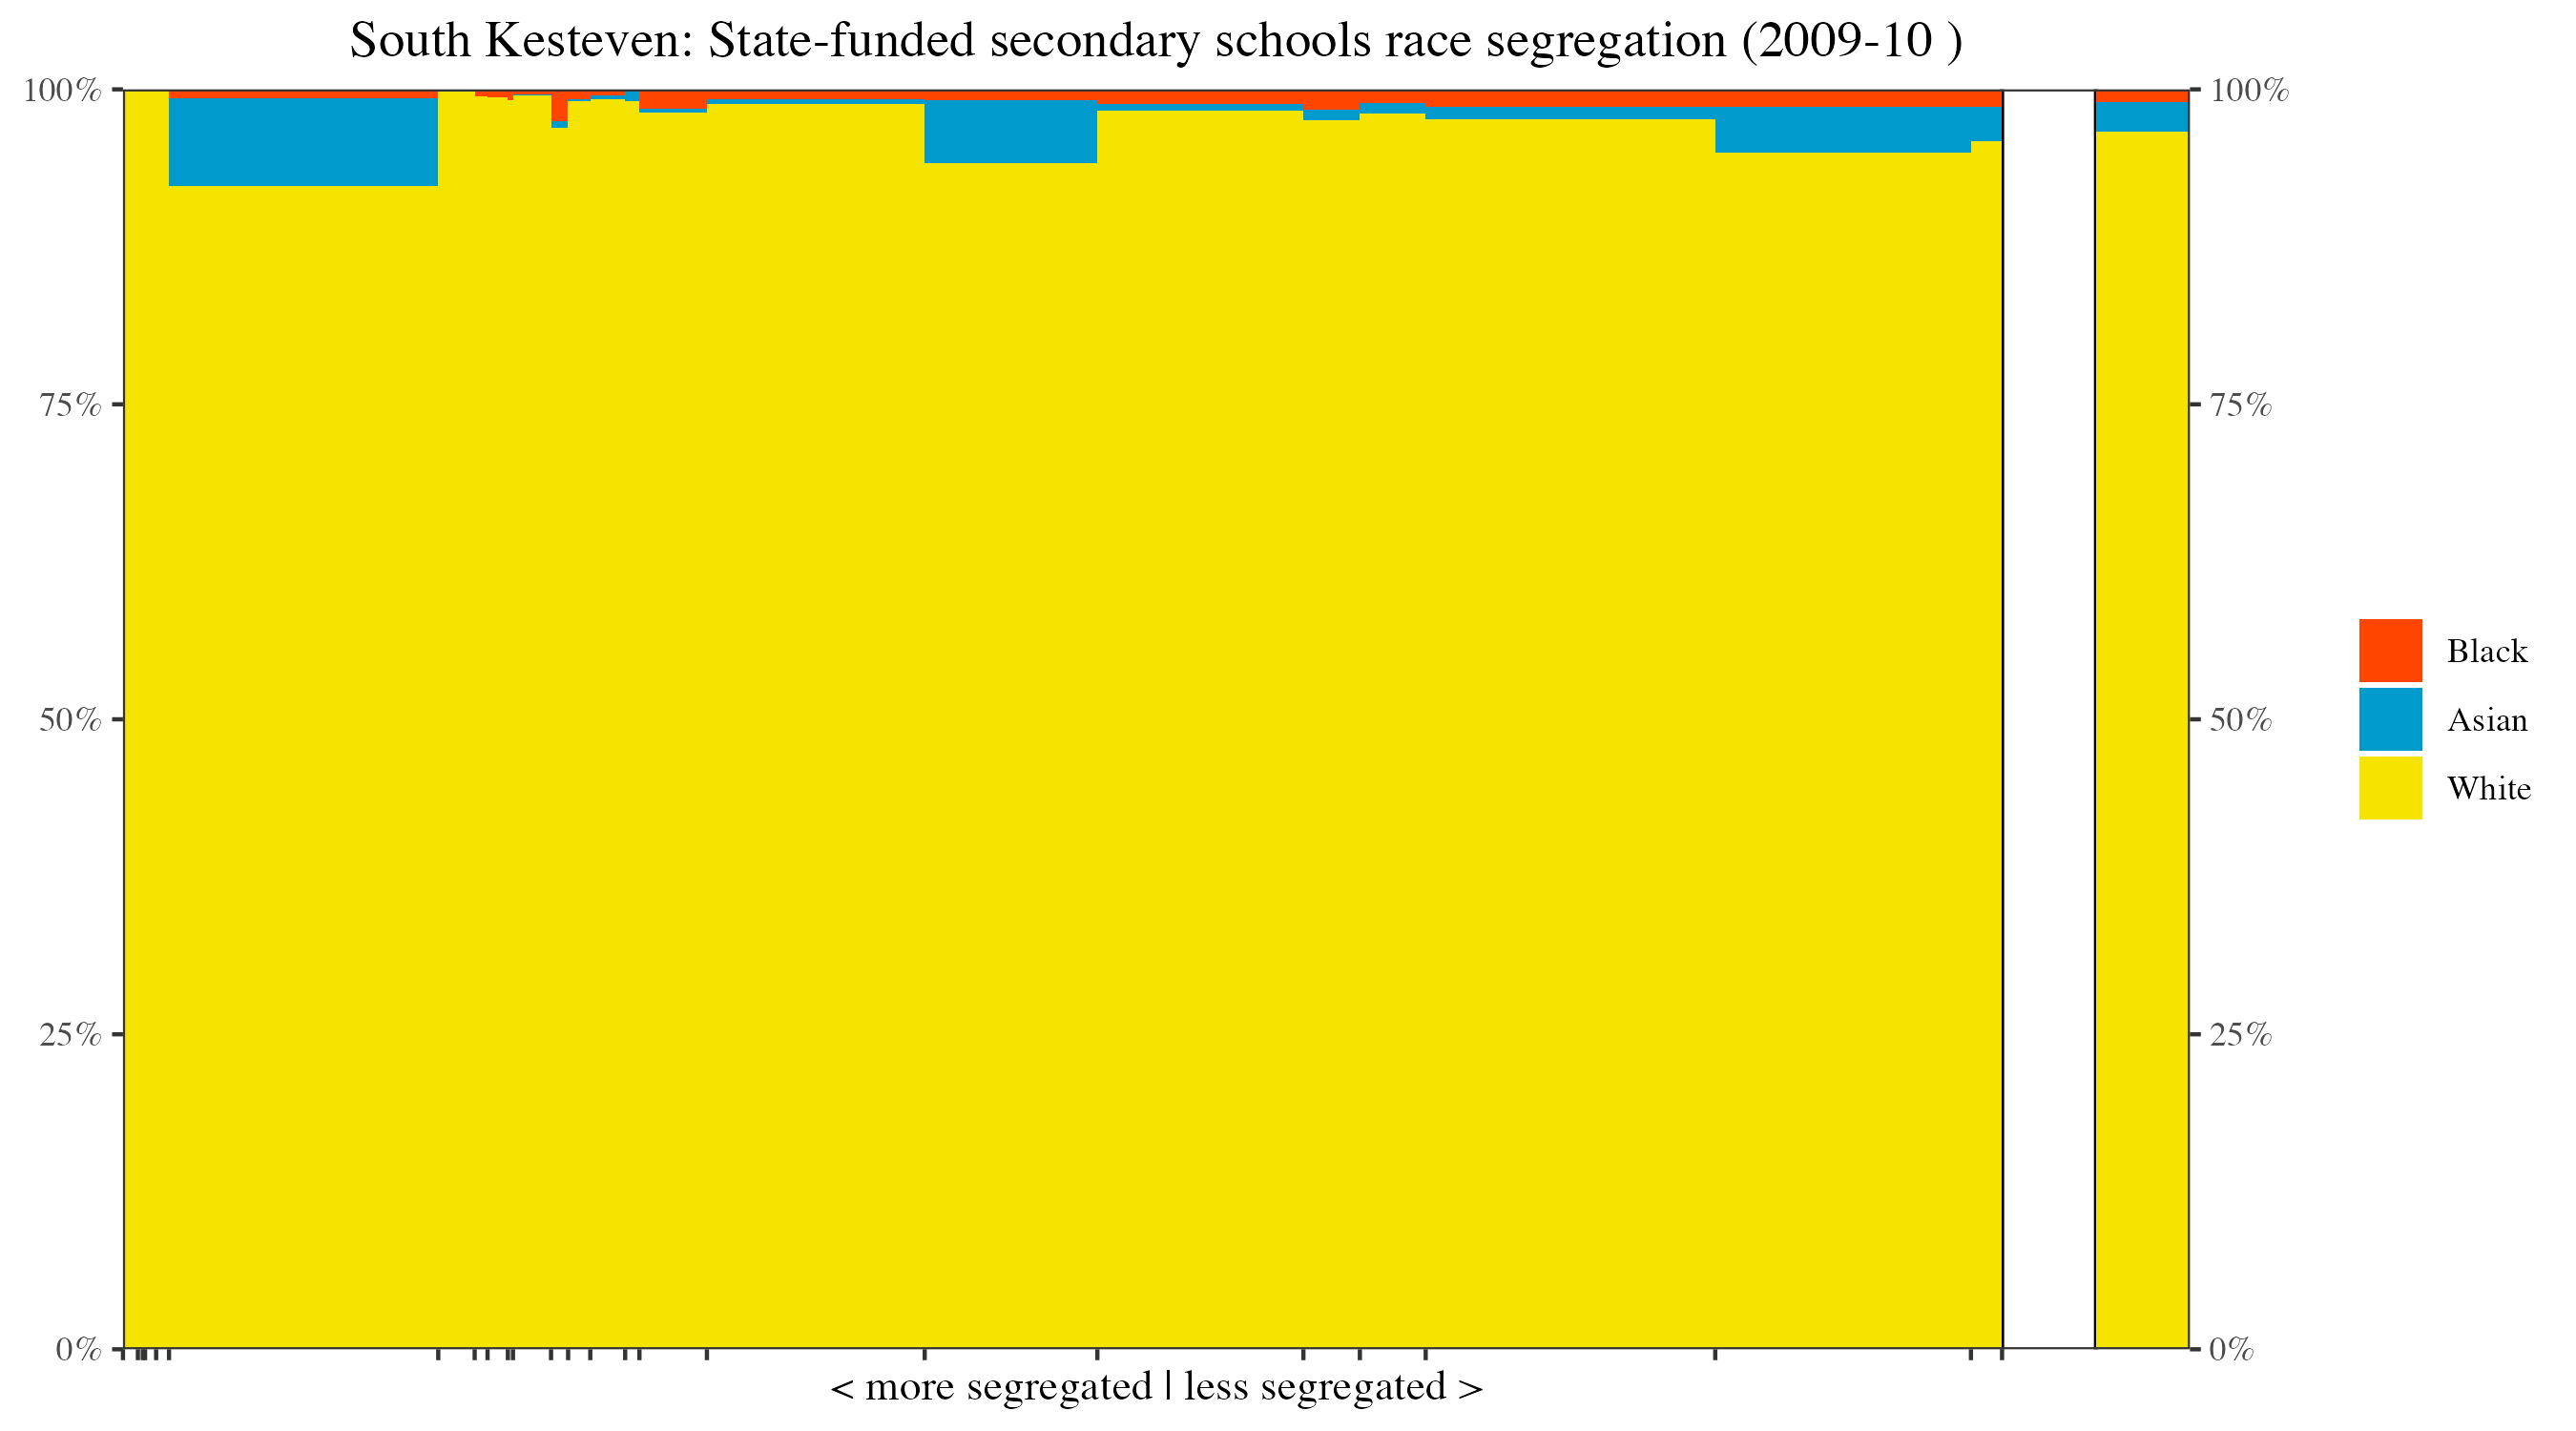 South Kesteven: State-funded secondary schools race segregation (2009-10 )
100%
75%
50%
25%
0%
100%
75%
50%
25%
0%
Black
Asian
White
< more segregated | less segregated >